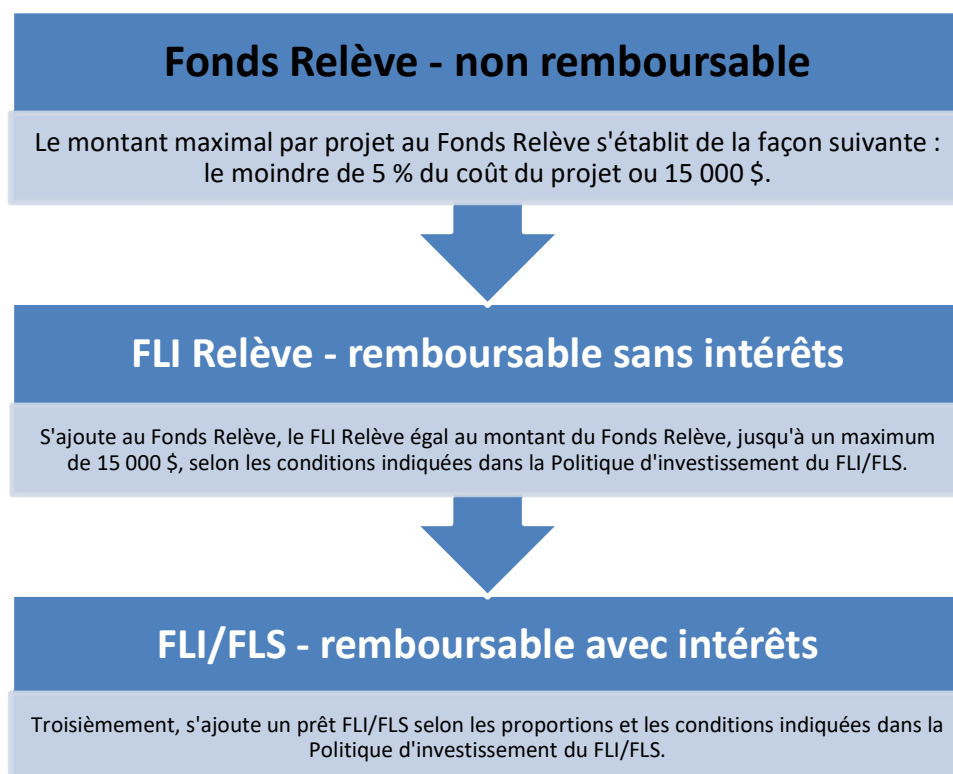 Fonds Relève - non remboursable
Le montant maximal par projet au Fonds Relève s'établit de la façon suivante :
le moindre de 5 % du coût du projet ou 15 000 $.
FLI Relève - remboursable sans intérêts
S'ajoute au Fonds Relève, le FLI Relève égal au montant du Fonds Relève, jusqu'à un maximum
de 15 000 $, selon les conditions indiquées dans la Politique d'investissement du FLI/FLS.
FLI/FLS - remboursable avec intérêts
Troisièmement, s'ajoute un prêt FLI/FLS selon les proportions et les conditions indiquées dans la
Politique d'investissement du FLI/FLS.